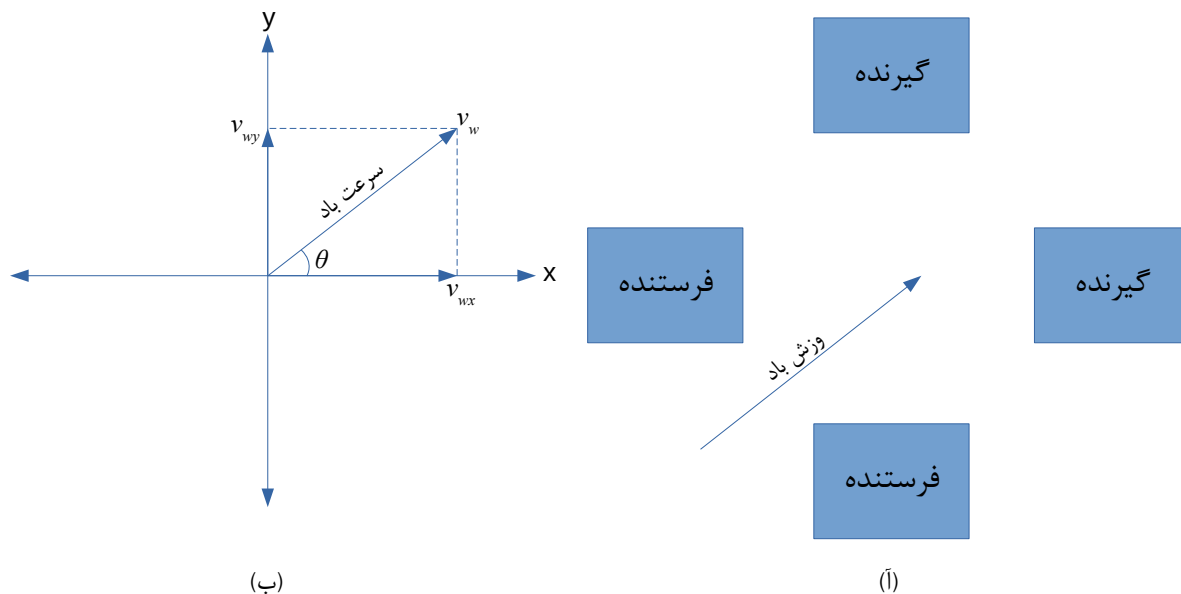 گیرنده
فرستنده
گیرنده
وزش باد
فرستنده
(آ)
y
v_wy
v_w
سرعت باد
θ
x
v_wx
(ب)